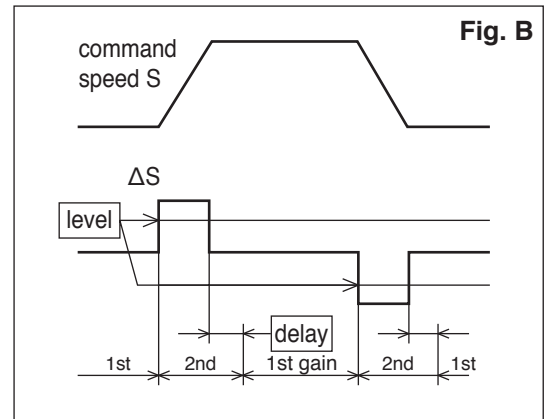 Fig. B
command
speed S
ΔS
level
delay
1st
2nd
1st gain
2nd
1st